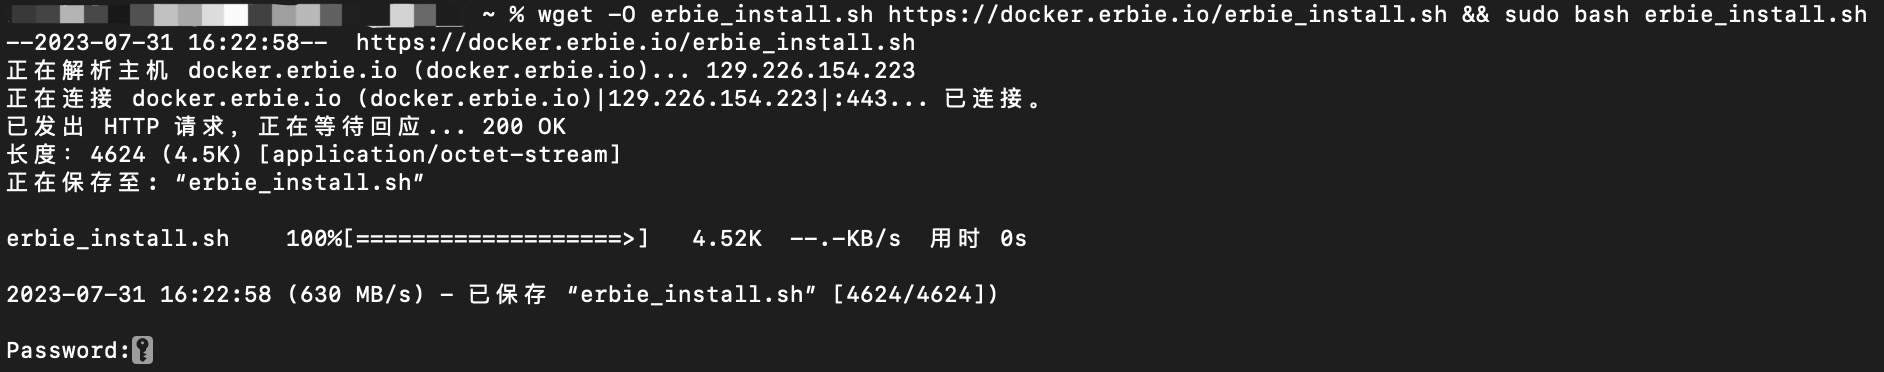 ~ % wget -O erbie_install.sh https://docker.erbie.io/erbie_install.sh && sudo bash erbie_install.sh
--2023-07-31 16:22:58--  https://docker.erbie.io/erbie_install.sh
正在解析主机 docker.erbie.io (docker.erbie.io)... 129.226.154.223
正在连接 docker.erbie.io (docker.erbie.io)|129.226.154.223|:443... 已连接。
已发出 HTTP 请求，正在等待回应... 200 OK
长度：4624 (4.5K) [application/octet-stream]
正在保存至: “erbie_install.sh”
erbie_install.sh    100%[===================>]   4.52K  --.-KB/s  用时 0s
2023-07-31 16:22:58 (630 MB/s) - 已保存 “erbie_install.sh” [4624/4624])
Password: